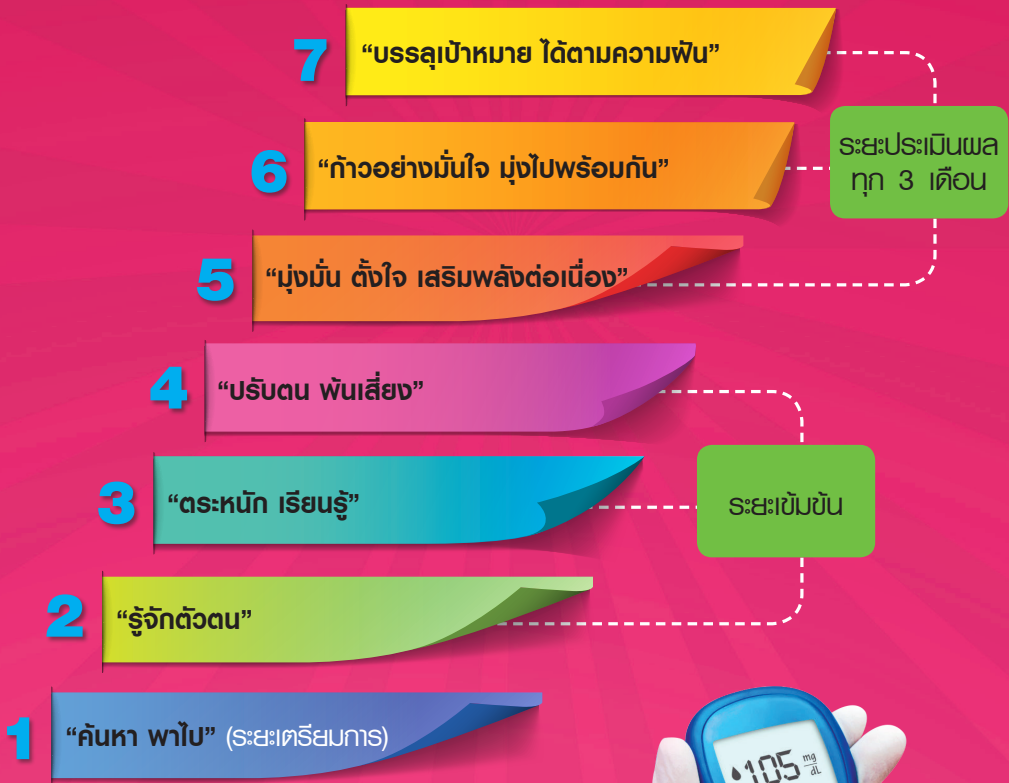 7 “บรรลุเป้าหมาย ได้ตามความฝัน”
6 “ก้าวอย่างมั่นใจ มุ่งไปพร้อมกัน”
ระยะประเมินผล
ทุก 3 เดือน
5 “มุ่งมั่น ตั้งใจ เสริมพลังต่อเนื่อง”
4 “ปรับตน พ้นเสี่ยง”
3 “ตระหนัก เรียนรู้”
ระยะเข้มข้น
2 “รู้จักตัวตน”
1 “ค้นหา พาไป” (ระยะเตรียมการ)
105 mg
dL